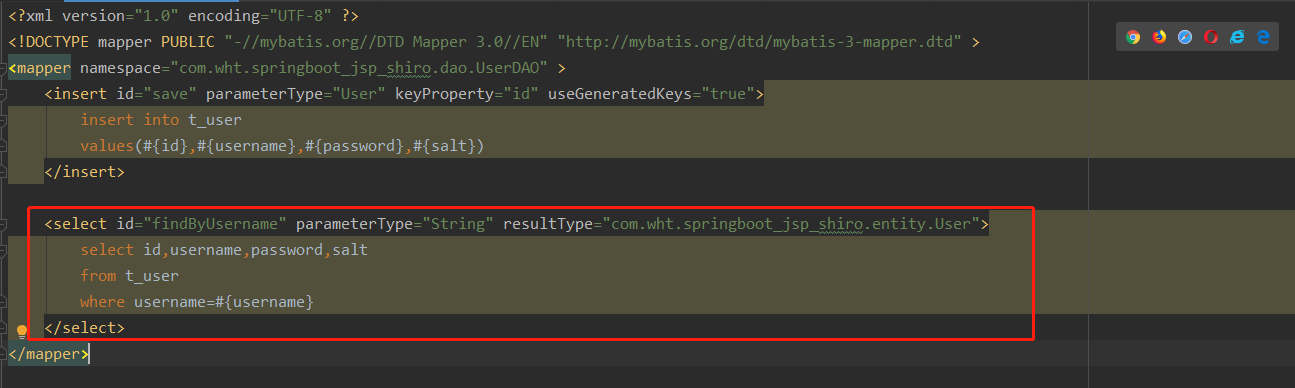 <?xml version="1.0" encoding="UTF-8" ?>
<!DOCTYPE mapper PUBLIC "-//mybatis.org//DTD Mapper 3.0//EN" "http://mybatis.org/dtd/mybatis-3-mapper.dtd" >
<mapper namespace="com.wht.springboot_jsp_shiro.dao.UserDAO" >
    <insert id="save" parameterType="User" keyProperty="id" useGeneratedKeys="true">
        insert into t_user
        values(#{id},#{username},#{password},#{salt})
    </insert>
    <select id="findByUsername" parameterType="String" resultType="com.wht.springboot_jsp_shiro.entity.User">
        select id,username,password,salt
        from t_user
        where username=#{username}
    </select>
</mapper>